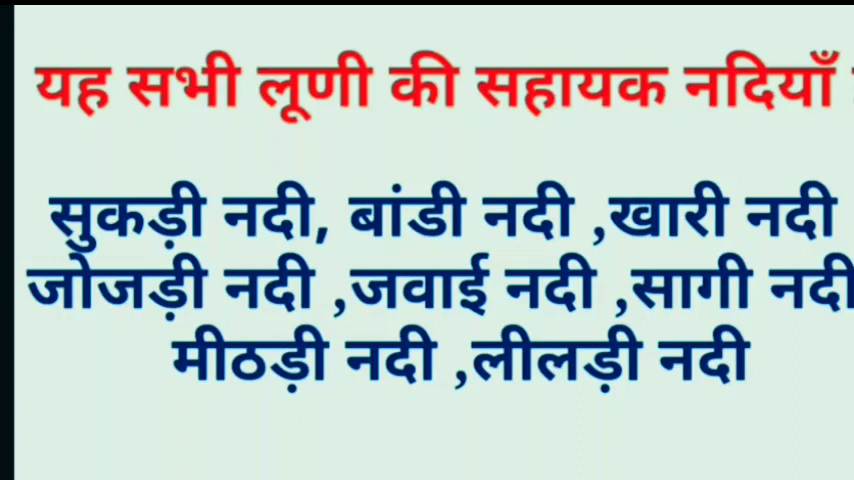 यह सभी लूणी की सहायक नदियाँ
सुकड़ी नदी, बांडी नदी ,खारी नदी
जोजड़ी नदी ,जवाई नदी ,सागी नदी
मीठड़ी नदी ,लीलड़ी नदी